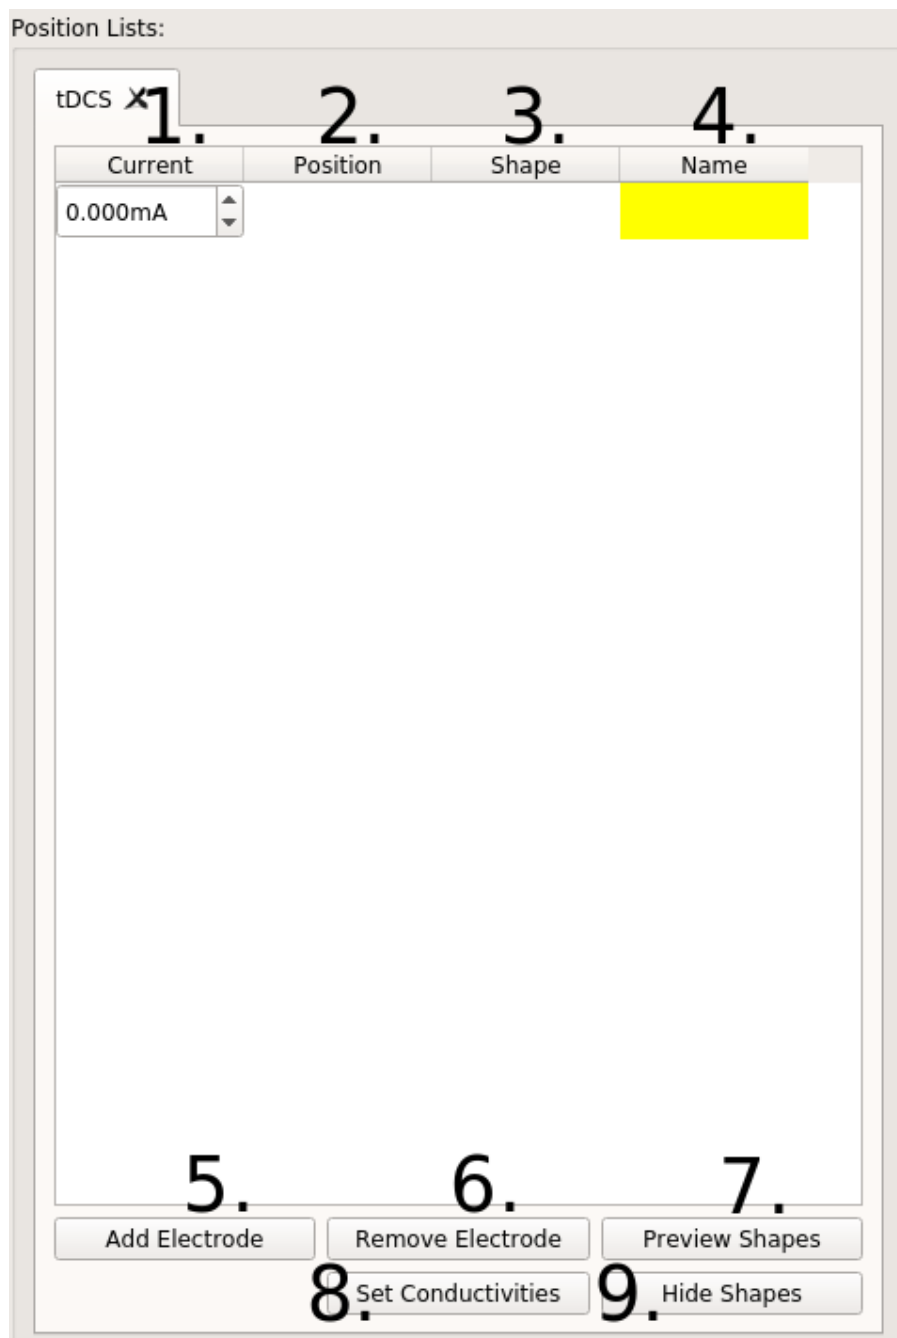 Position Lists:
tDCS
1. 2. 3. 4.
Current Position Shape Name
0.000mA
5. 6. 7.
Add Electrode Remove Electrode Preview Shapes
8. Set Conductivities 9. Hide Shapes